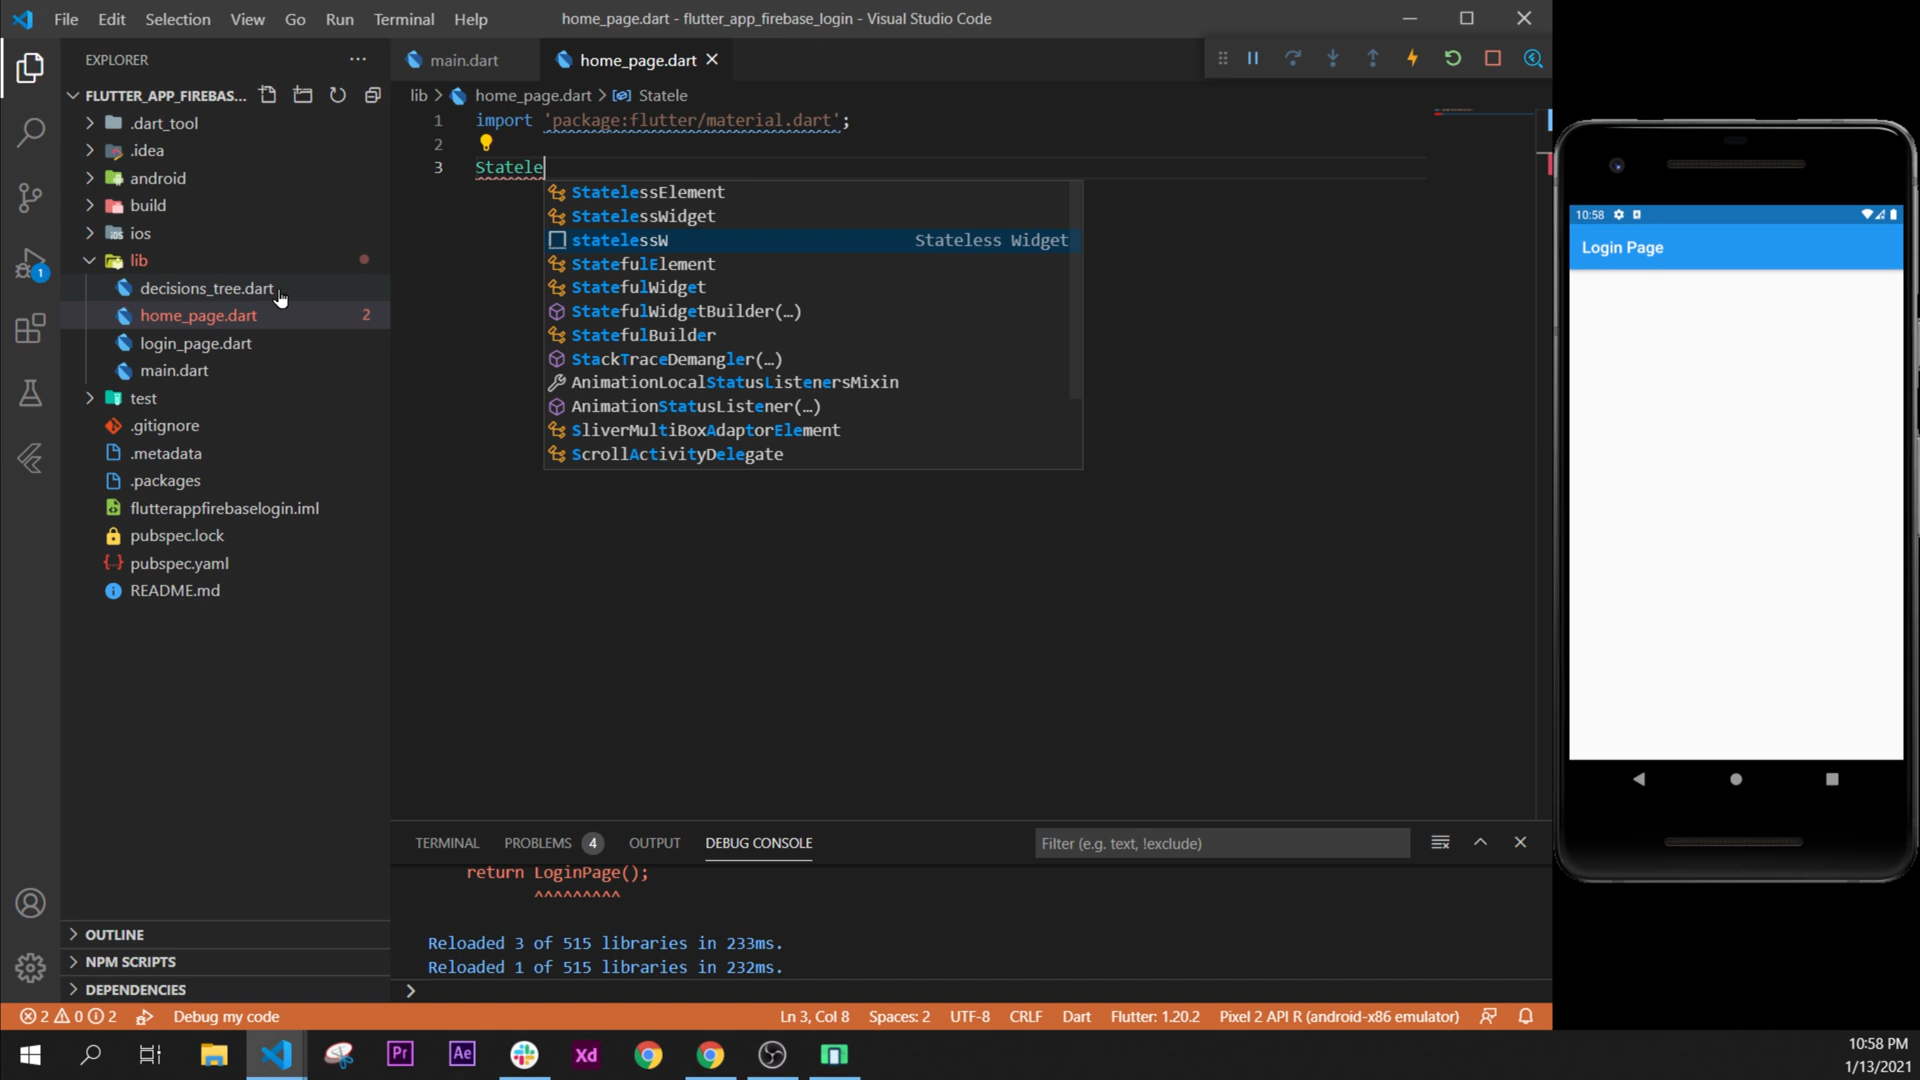 File Edit Selection View Go Run Terminal Help
home_page.dart - flutter_app_firebase_login - Visual Studio Code
EXPLORER
FLUTTER_APP_FIREBAS...
.dart_tool
.idea
android
build
ios
lib
decisions_tree.dart
home_page.dart 2
login_page.dart
main.dart
test
.gitignore
.metadata
.packages
flutterappfirebaselogin.iml
pubspec.lock
pubspec.yaml
README.md
OUTLINE
NPM SCRIPTS
DEPENDENCIES
1
main.dart home_page.dart
lib > home_page.dart > Statele
1 import 'package:flutter/material.dart';
2
3 Statele
StatelessElement
StatelessWidget
statelessW Stateless Widget
StatefulElement
StatefulWidget
StatefulWidgetBuilder(…)
StatefulBuilder
StackTraceDemangler(…)
AnimationLocalStatusListenersMixin
AnimationStatusListener(…)
SliverMultiBoxAdaptorElement
ScrollActivityDelegate
TERMINAL PROBLEMS 4 OUTPUT DEBUG CONSOLE
Filter (e.g. text, !exclude)
return LoginPage();
^^^^^^^^^
Reloaded 3 of 515 libraries in 233ms.
Reloaded 1 of 515 libraries in 232ms.
>
2 0 2 Debug my code
Ln 3, Col 8 Spaces: 2 UTF-8 CRLF Dart Flutter: 1.20.2 Pixel 2 API R (android-x86 emulator)
10:58
Login Page
Pr Ae Xd
10:58 PM
1/13/2021